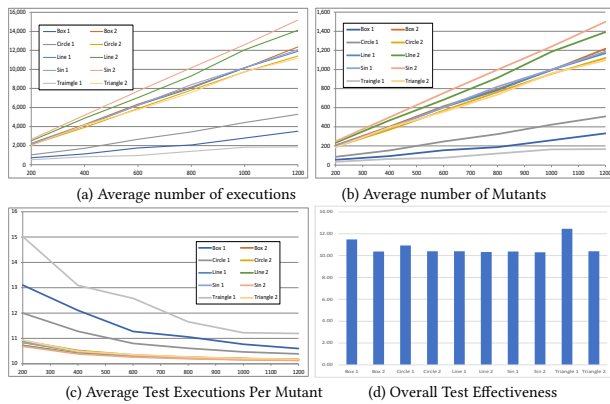 16,000
14,000
12,000
10,000
8,000
6,000
4,000
2,000
0
Box 1 Box 2
Circle 1 Circle 2
Line 1 Line 2
Sin 1 Sin 2
Traingle 1 Triangle 2
200 400 600 800 1000 1200
(a) Average number of executions
1,600
1,400
1,200
1,000
800
600
400
200
0
Box 1 Box 2
Circle 1 Circle 2
Line 1 Line 2
Sin 1 Sin 2
Traingle 1 Triangle 2
200 400 600 800 1000 1200
(b) Average number of Mutants
16
15
14
13
12
11
10
Box 1 Box 2
Circle 1 Circle 2
Line 1 Line 2
Sin 1 Sin 2
Traingle 1 Triangle 2
200 400 600 800 1000 1200
(c) Average Test Executions Per Mutant
14.00
12.00
10.00
8.00
6.00
4.00
2.00
0.00
Box 1 Box 2 Circle 1 Circle 2 Line 1 Line 2 Sin 1 Sin 2 Triangle 1 Triangle 2
(d) Overall Test Effectiveness